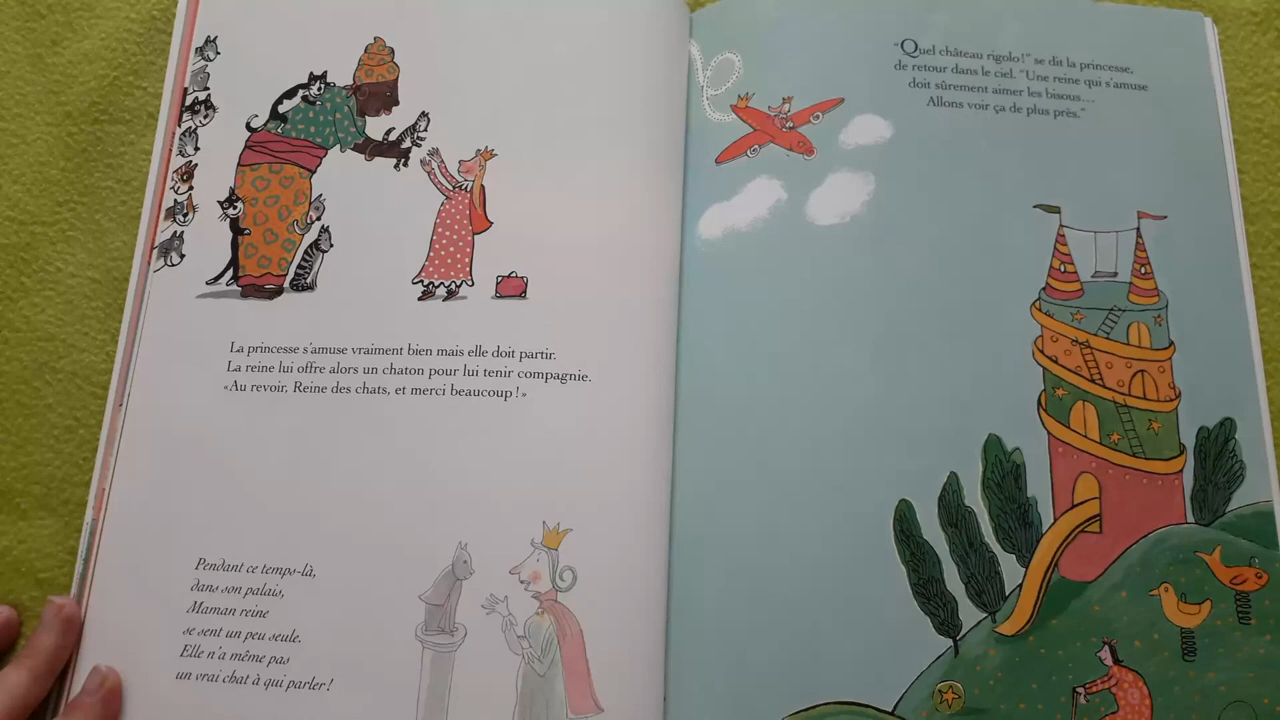 La princesse s'amuse vraiment bien mais elle doit partir.
La reine lui offre alors un chaton pour lui tenir compagnie.
«Au revoir, Reine des chats, et merci beaucoup !»
Pendant ce temps-là,
dans son palais,
Maman reine
se sent un peu seule.
Elle n'a même pas
un vrai chat à qui parler !
"Quel château rigolo !" se dit la princesse,
de retour dans le ciel. "Une reine qui s'amuse
doit sûrement aimer les bisous...
Allons voir ça de plus près."